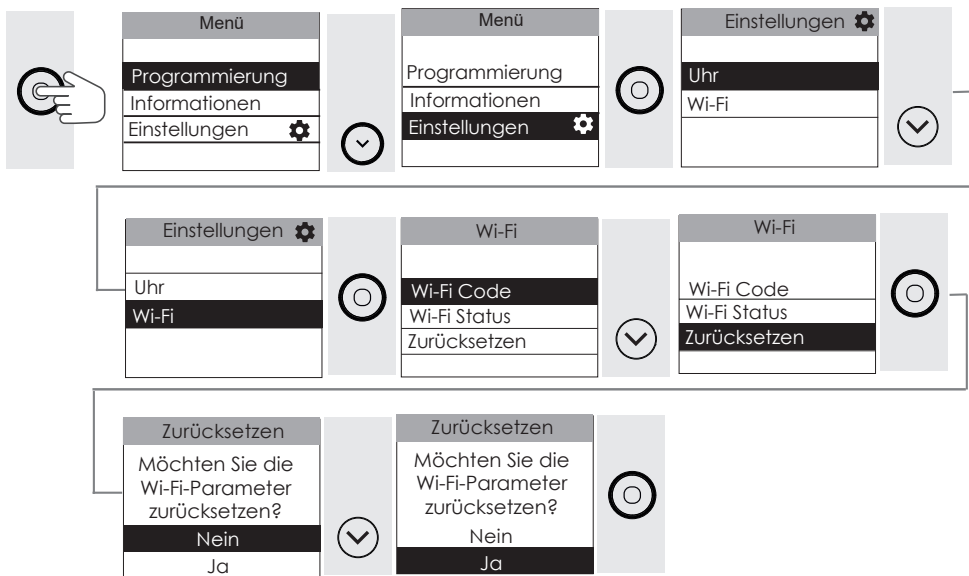 Menü
Programmierung
Informationen
Einstellungen
Menü
Programmierung
Informationen
Einstellungen
Einstellungen
Uhr
Wi-Fi
Einstellungen
Uhr
Wi-Fi
Wi-Fi
Wi-Fi Code
Wi-Fi Status
Zurücksetzen
Wi-Fi
Wi-Fi Code
Wi-Fi Status
Zurücksetzen
Zurücksetzen
Möchten Sie die
Wi-Fi-Parameter
zurücksetzen?
Nein
Ja
Zurücksetzen
Möchten Sie die
Wi-Fi-Parameter
zurücksetzen?
Nein
Ja